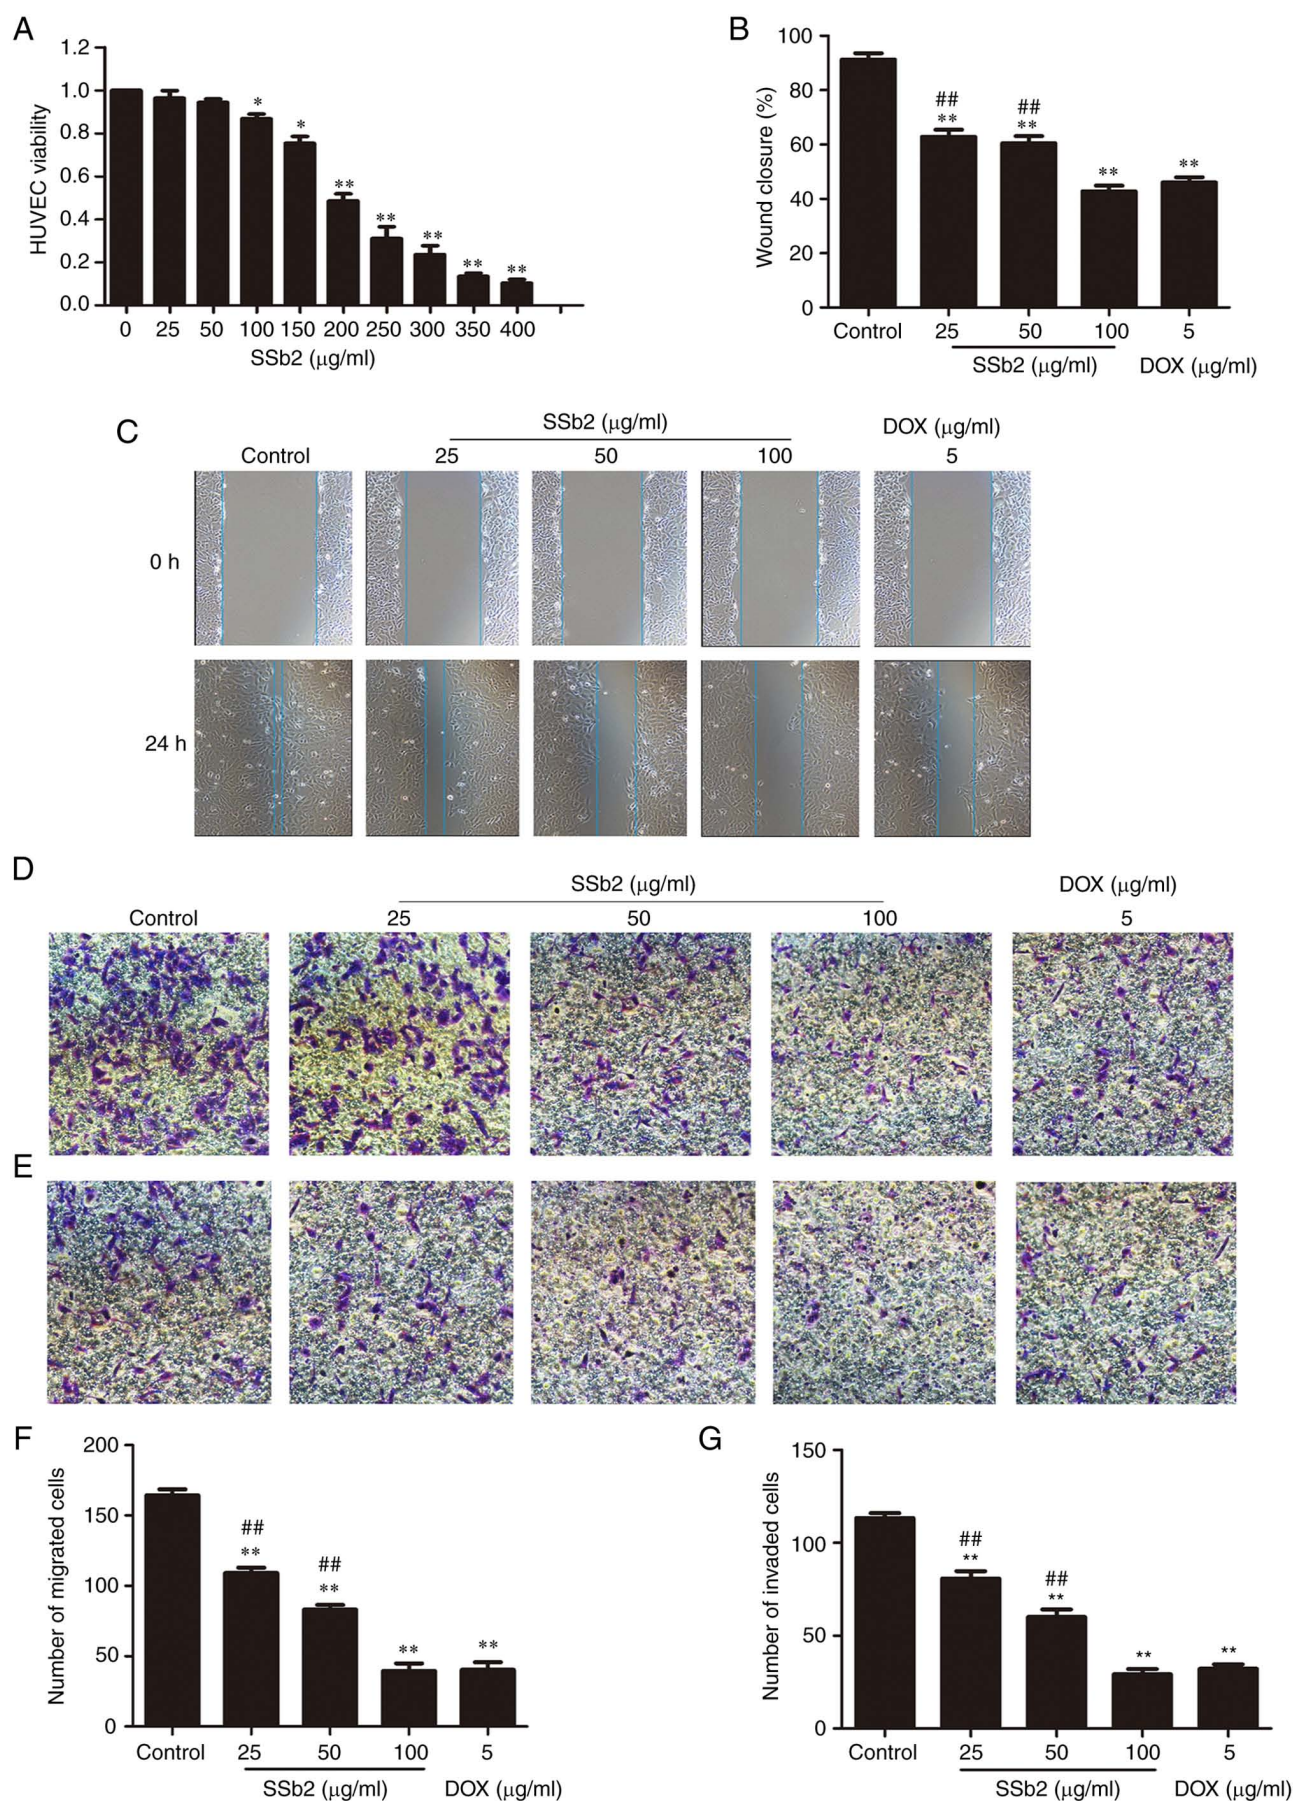 A
1.2
1.0
0.8
0.6
0.4
0.2
0.0
HUVEC viability
* * ** ** ** ** **
0 25 50 100 150 200 250 300 350 400
SSb2 (μg/ml)
B
100
80
60
40
20
0
Wound closure (%)
## ##
** ** ** **
Control 25 50 100 5
SSb2 (μg/ml) DOX (μg/ml)
C
SSb2 (μg/ml) DOX (μg/ml)
Control 25 50 100 5
0 h
24 h
D
SSb2 (μg/ml) DOX (μg/ml)
Control 25 50 100 5
E
F
200
150
100
50
0
Number of migrated cells
## ##
** ** ** **
Control 25 50 100 5
SSb2 (μg/ml) DOX (μg/ml)
G
150
100
50
0
Number of invaded cells
## ##
** ** ** **
Control 25 50 100 5
SSb2 (μg/ml) DOX (μg/ml)